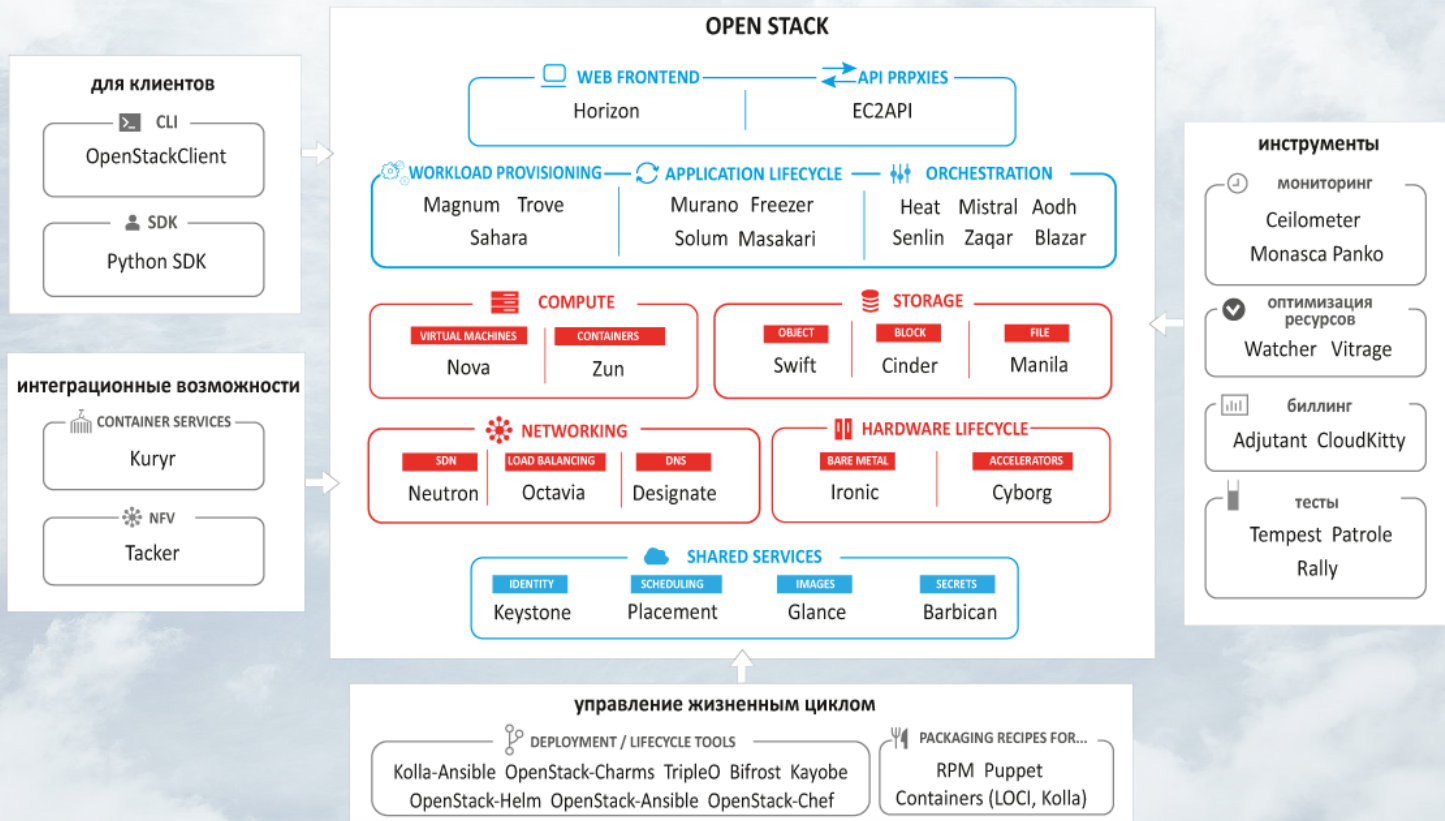 OPEN STACK
WEB FRONTEND
API PRPXIES
Horizon
EC2API
WORKLOAD PROVISIONING
APPLICATION LIFECYCLE
ORCHESTRATION
Magnum Trove
Sahara
Murano Freezer
Solum Masakari
Heat Mistral Aodh
Senlin Zaqar Blazar
COMPUTE
VIRTUAL MACHINES
CONTAINERS
Nova
Zun
STORAGE
OBJECT
BLOCK
FILE
Swift
Cinder
Manila
NETWORKING
SDN
LOAD BALANCING
DNS
Neutron
Octavia
Designate
HARDWARE LIFECYCLE
BARE METAL
ACCELERATORS
Ironic
Cyborg
SHARED SERVICES
IDENTITY
SCHEDULING
IMAGES
SECRETS
Keystone
Placement
Glance
Barbican
для клиентов
CLI
OpenStackClient
SDK
Python SDK
интеграционные возможности
CONTAINER SERVICES
Kuryr
NFV
Tacker
инструменты
мониторинг
Ceilometer
Monasca Panko
оптимизация
ресурсов
Watcher Vitrage
биллинг
Adjutant CloudKitty
тесты
Tempest Patrole
Rally
управление жизненным циклом
DEPLOYMENT / LIFECYCLE TOOLS
Kolla-Ansible OpenStack-Charms TripleO Bifrost Kayobe
OpenStack-Helm OpenStack-Ansible OpenStack-Chef
PACKAGING RECIPES FOR...
RPM Puppet
Containers (LOCI, Kolla)